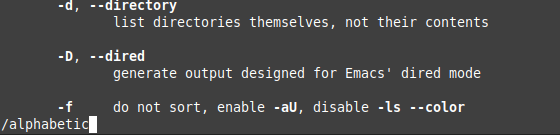 -d, --directory
list directories themselves, not their contents
-D, --dired
generate output designed for Emacs' dired mode
-f do not sort, enable -aU, disable -ls --color
/alphabetic